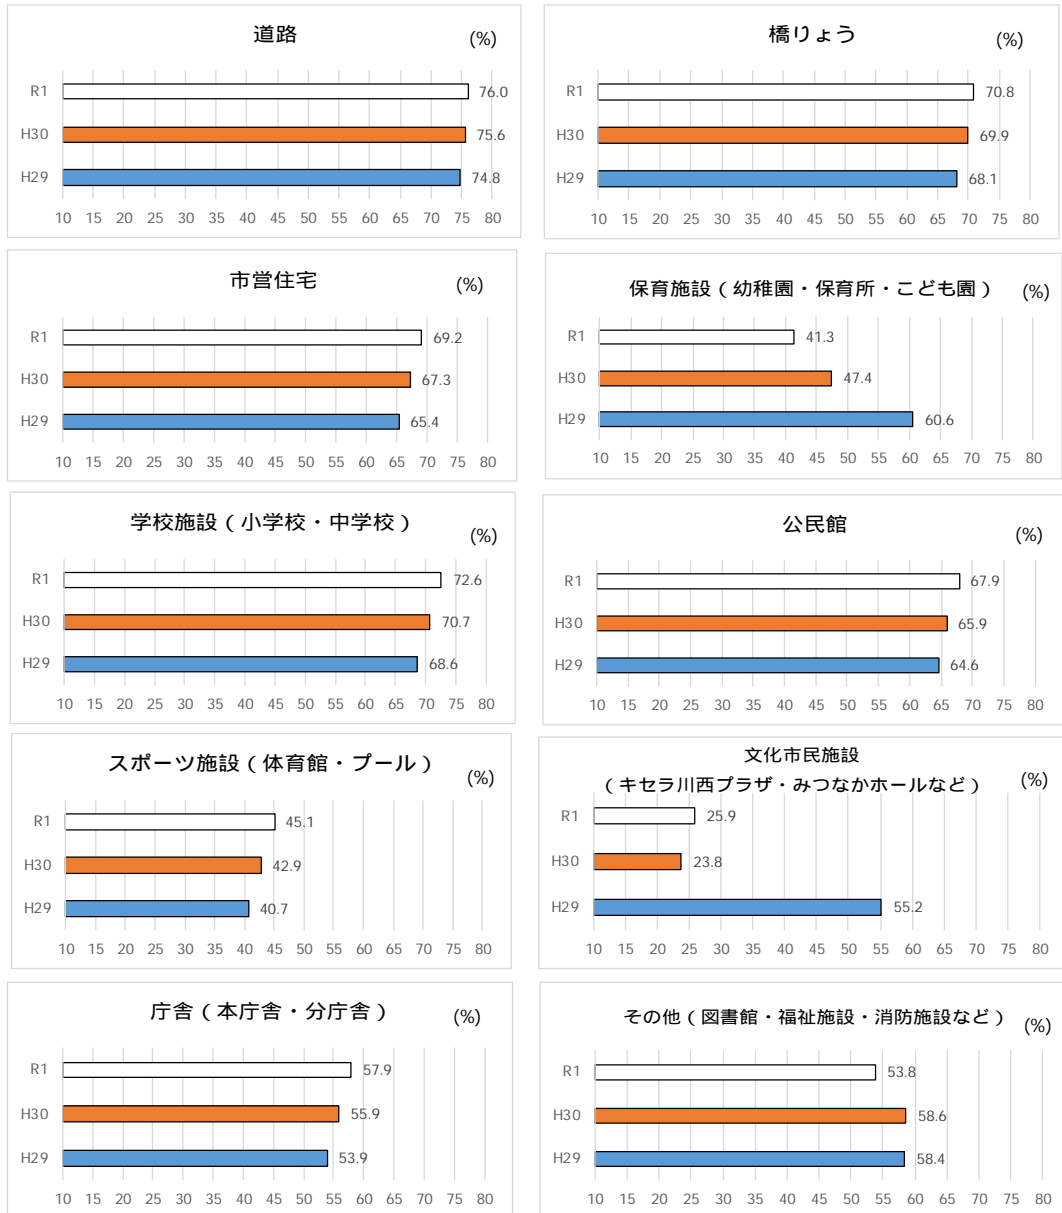 道路 (%)
R1 76.0
H30 75.6
H29 74.8
10 15 20 25 30 35 40 45 50 55 60 65 70 75 80
橋りょう (%)
R1 70.8
H30 69.9
H29 68.1
10 15 20 25 30 35 40 45 50 55 60 65 70 75 80
市営住宅 (%)
R1 69.2
H30 67.3
H29 65.4
10 15 20 25 30 35 40 45 50 55 60 65 70 75 80
保育施設（幼稚園・保育所・こども園） (%)
R1 41.3
H30 47.4
H29 60.6
10 15 20 25 30 35 40 45 50 55 60 65 70 75 80
学校施設（小学校・中学校） (%)
R1 72.6
H30 70.7
H29 68.6
10 15 20 25 30 35 40 45 50 55 60 65 70 75 80
公民館 (%)
R1 67.9
H30 65.9
H29 64.6
10 15 20 25 30 35 40 45 50 55 60 65 70 75 80
スポーツ施設（体育館・プール） (%)
R1 45.1
H30 42.9
H29 40.7
10 15 20 25 30 35 40 45 50 55 60 65 70 75 80
文化市民施設
（キセラ川西プラザ・みつなかホールなど） (%)
R1 25.9
H30 23.8
H29 55.2
10 15 20 25 30 35 40 45 50 55 60 65 70 75 80
庁舎（本庁舎・分庁舎） (%)
R1 57.9
H30 55.9
H29 53.9
10 15 20 25 30 35 40 45 50 55 60 65 70 75 80
その他（図書館・福祉施設・消防施設など） (%)
R1 53.8
H30 58.6
H29 58.4
10 15 20 25 30 35 40 45 50 55 60 65 70 75 80